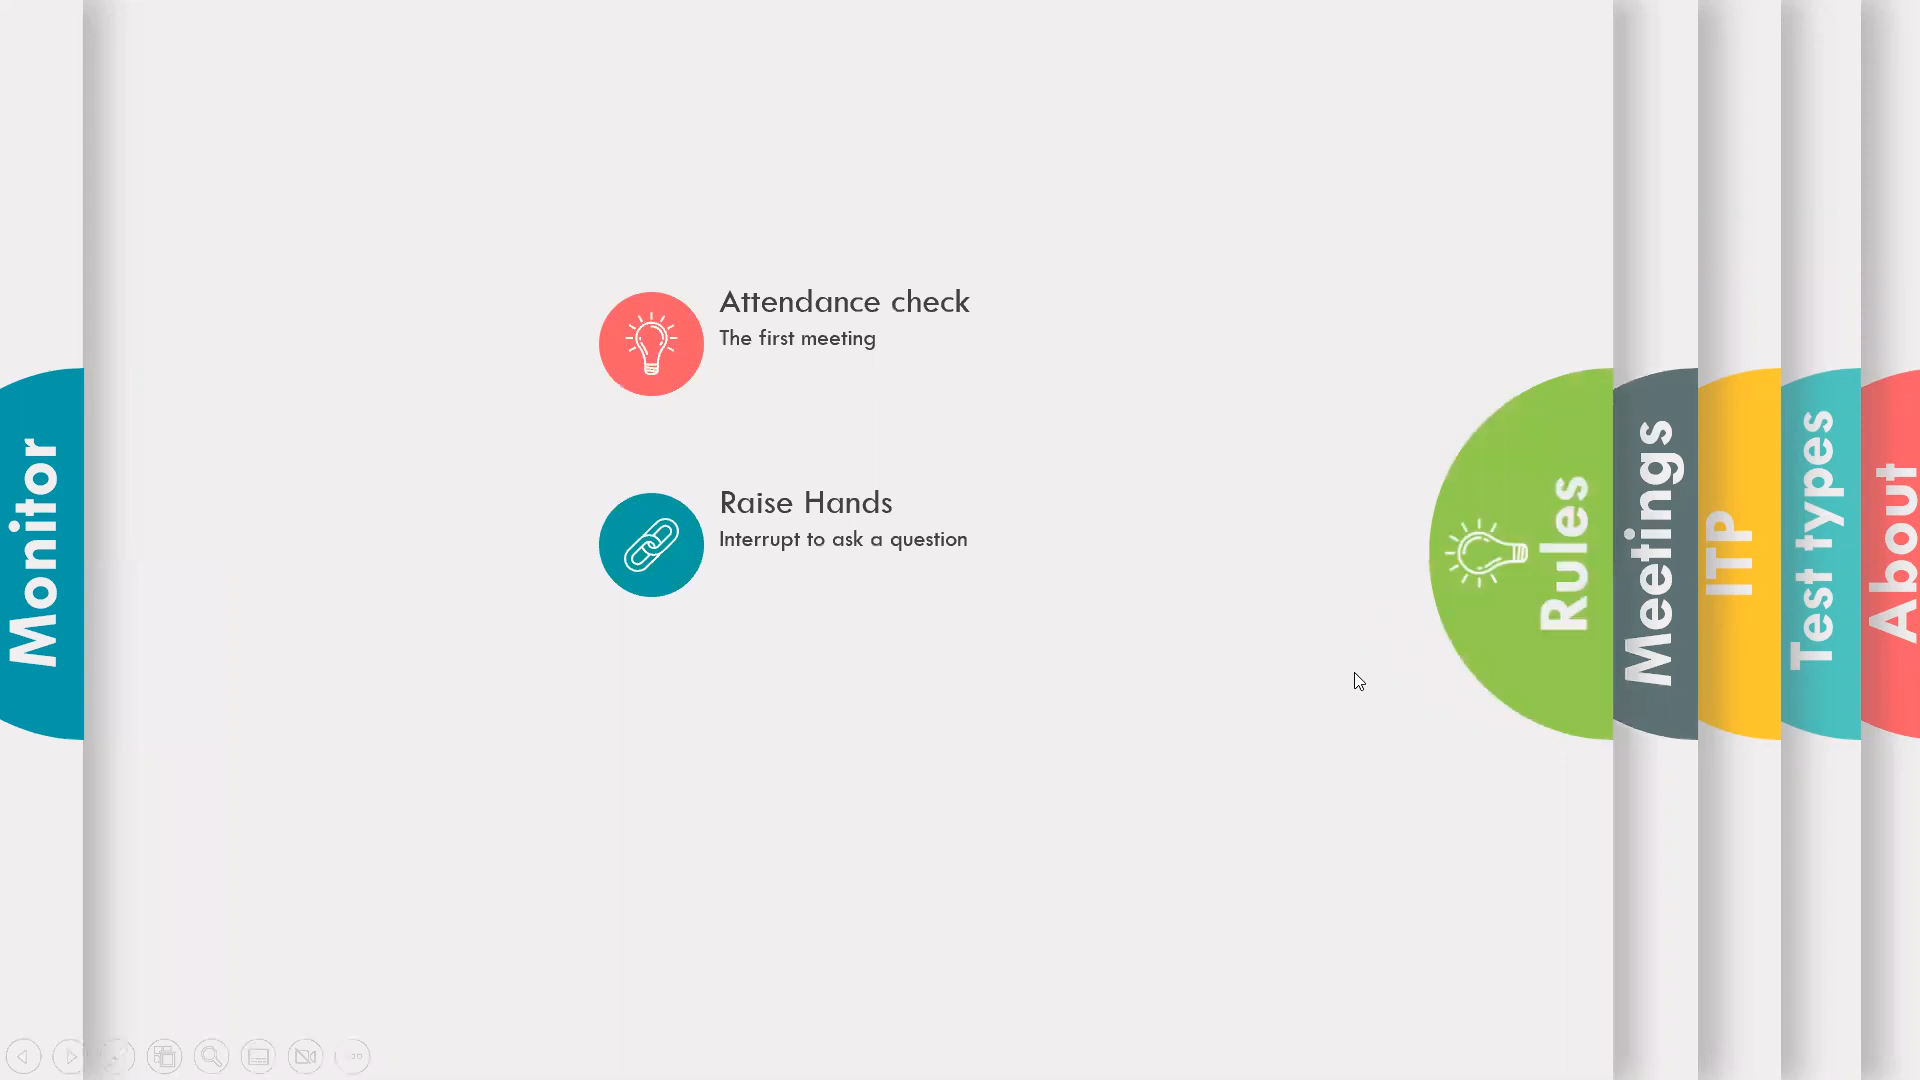 Monitor
Attendance check
The first meeting
Raise Hands
Interrupt to ask a question
Rules
Meetings
ITP
Test types
About